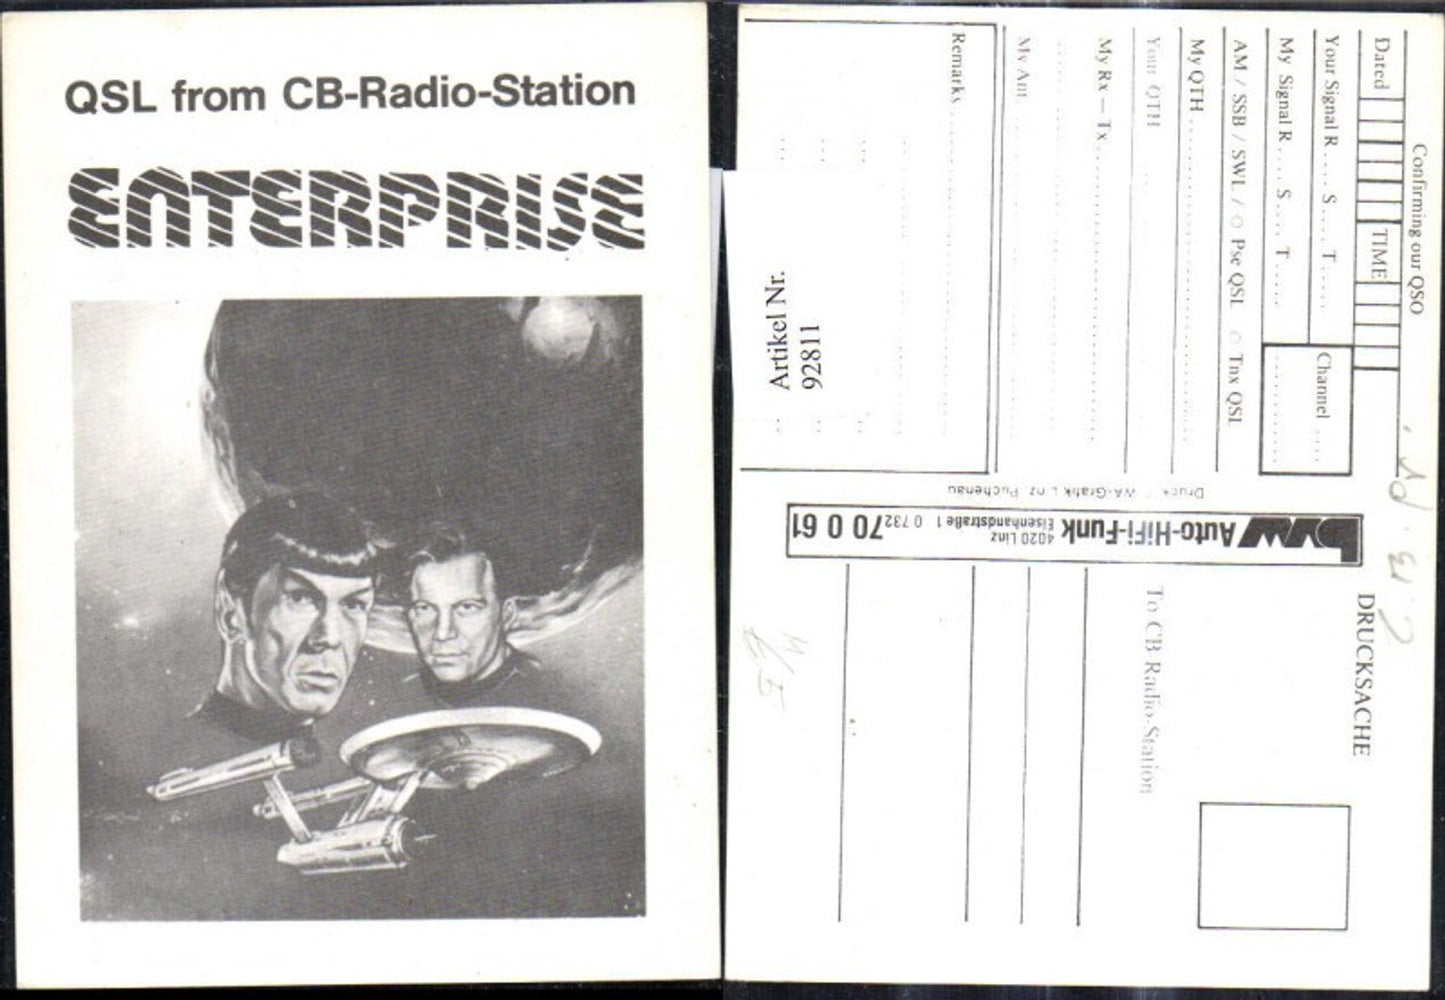 QSL from CB-Radio-Station
ENTERPRISE
Confirming our QSO
Dated TIME
Your Signal R .... S .... T ....
My Signal R .... S .... T ....
Channel ....
AM / SSB / SWL / ○ Pse QSL ○ Tnx QSL
My QTH
Your QTH
My Rx – Tx
My Ant
Remarks
Artikel Nr.
92811
Puchenau
bvw Auto-HiFi-Funk 4020 Linz
Eisenhandstraße 1 0 732/ 70 0 61
DRUCKSACHE
To CB-Radio-Station